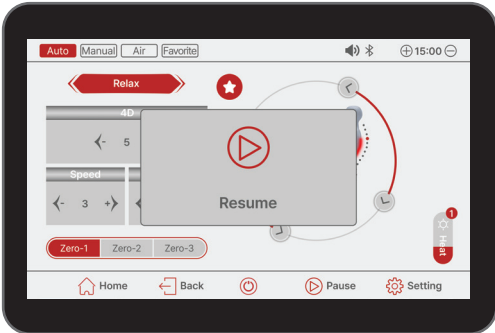 Auto Manual Air Favorite 15:00
Relax
4D
- 5
Speed
- 3 +
Resume
Zero-1 Zero-2 Zero-3
1
Heat
Home Back Pause Setting